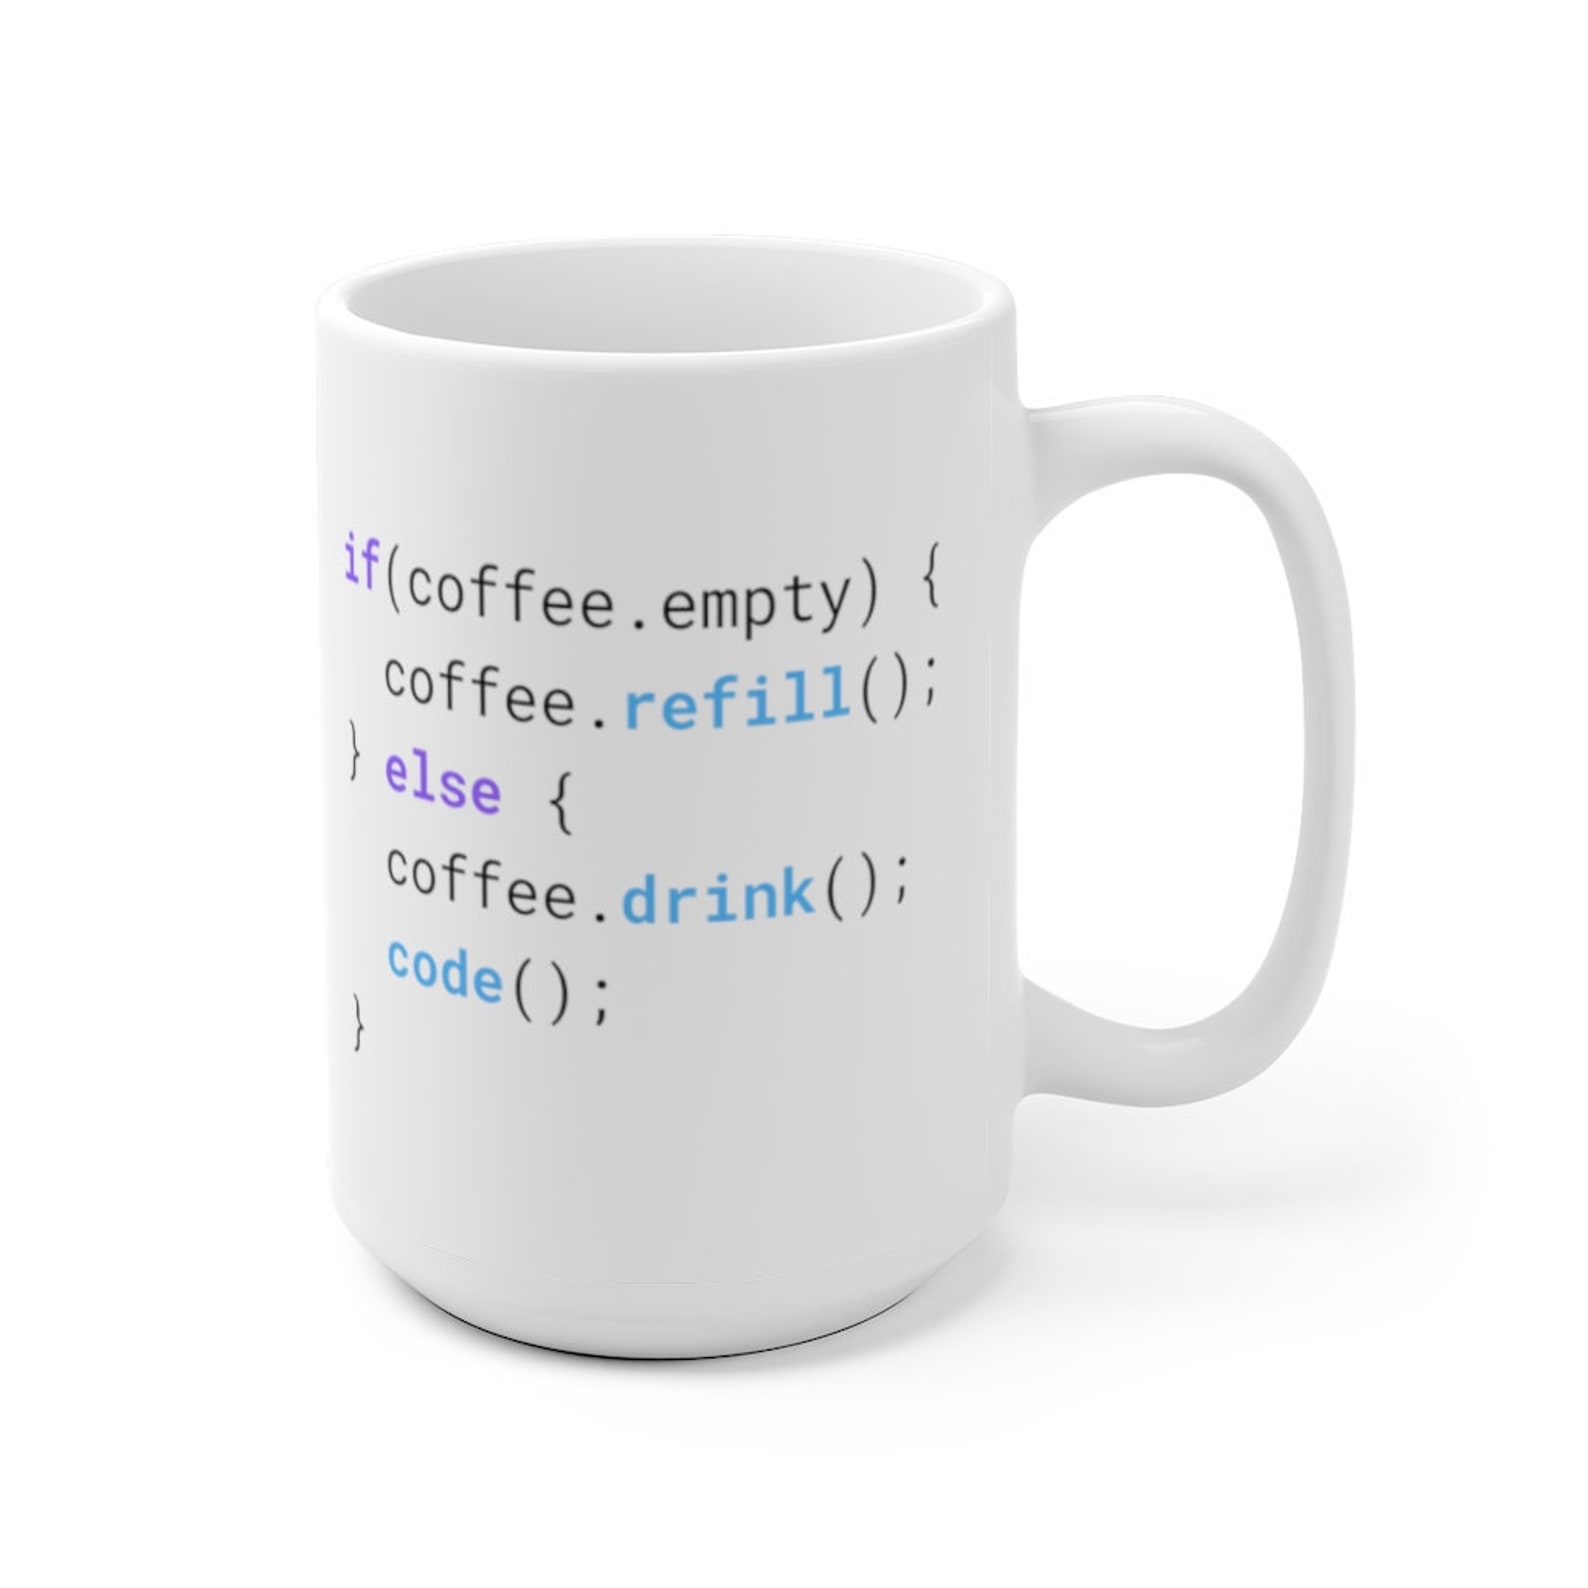 if(coffee.empty) {
  coffee.refill();
} else {
  coffee.drink();
  code();
}